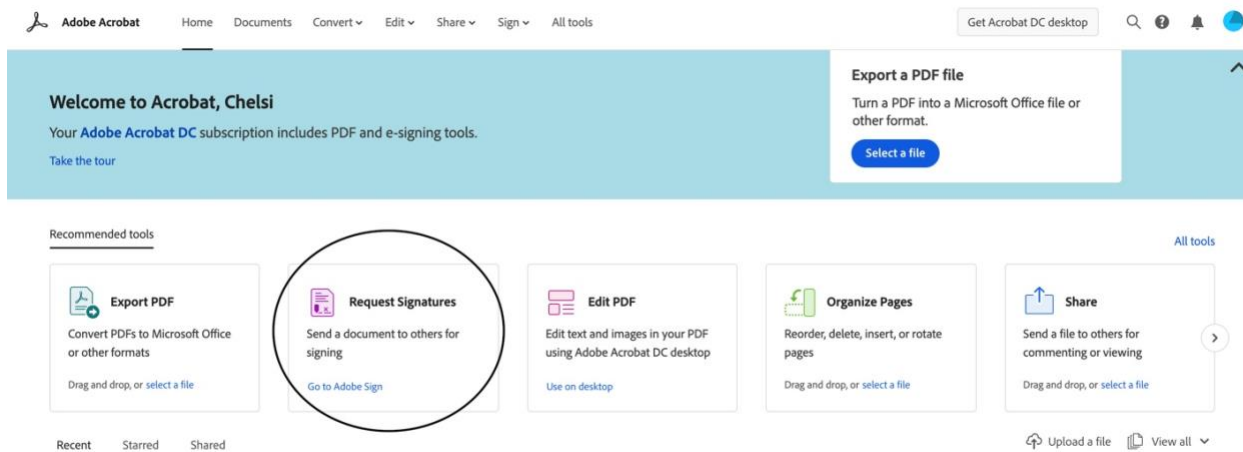 Adobe Acrobat Home Documents Convert Edit Share Sign All tools Get Acrobat DC desktop
Welcome to Acrobat, Chelsi
Your Adobe Acrobat DC subscription includes PDF and e-signing tools.
Take the tour
Export a PDF file
Turn a PDF into a Microsoft Office file or
other format.
Select a file
Recommended tools
All tools
Export PDF
Convert PDFs to Microsoft Office
or other formats
Drag and drop, or select a file
Request Signatures
Send a document to others for
signing
Go to Adobe Sign
Edit PDF
Edit text and images in your PDF
using Adobe Acrobat DC desktop
Use on desktop
Organize Pages
Reorder, delete, insert, or rotate
pages
Drag and drop, or select a file
Share
Send a file to others for
commenting or viewing
Drag and drop, or select a file
Recent Starred Shared
Upload a file View all